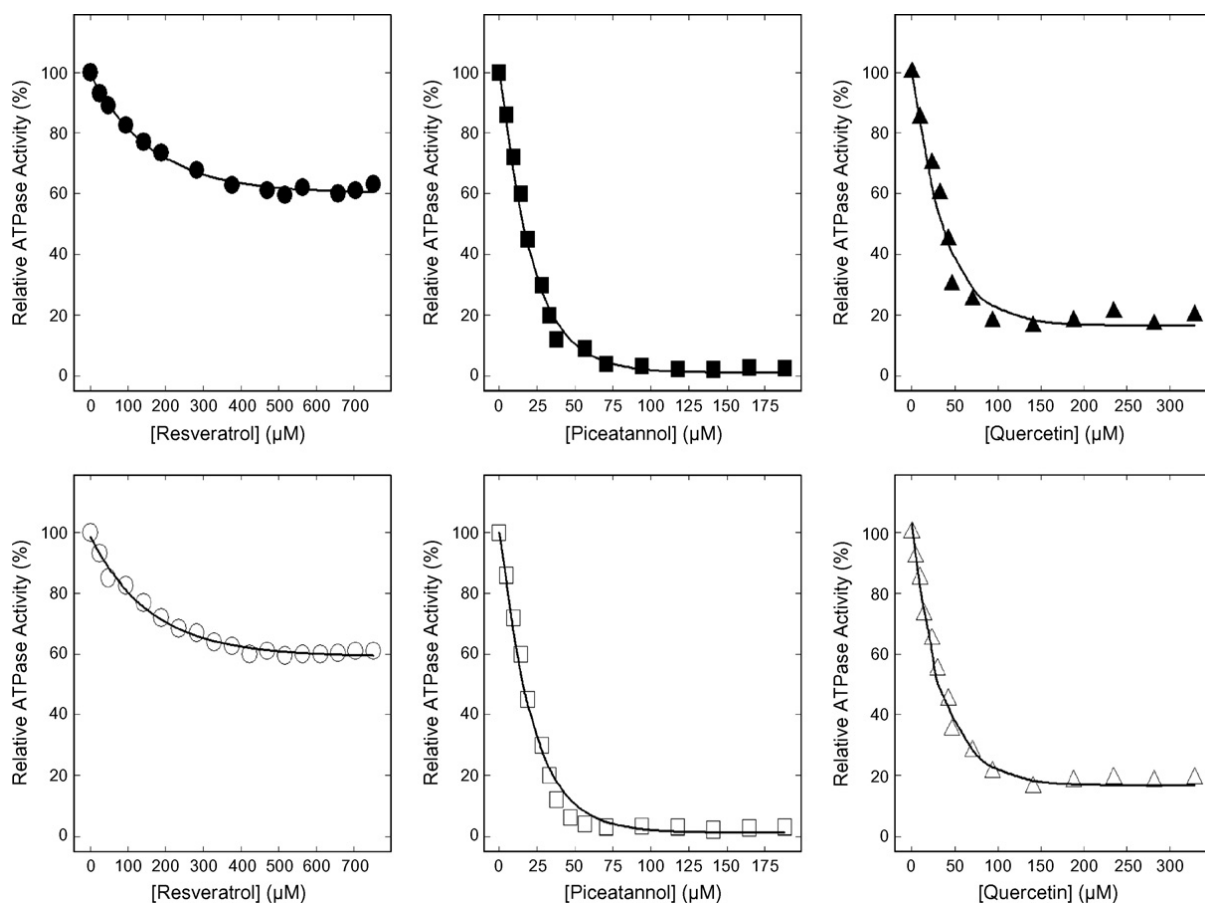 Relative ATPase Activity (%)
100
80
60
40
20
0
0 100 200 300 400 500 600 700
[Resveratrol] (µM)
Relative ATPase Activity (%)
100
80
60
40
20
0
0 25 50 75 100 125 150 175
[Piceatannol] (µM)
Relative ATPase Activity (%)
100
80
60
40
20
0
0 50 100 150 200 250 300
[Quercetin] (µM)
Relative ATPase Activity (%)
100
80
60
40
20
0
0 100 200 300 400 500 600 700
[Resveratrol] (µM)
Relative ATPase Activity (%)
100
80
60
40
20
0
0 25 50 75 100 125 150 175
[Piceatannol] (µM)
Relative ATPase Activity (%)
100
80
60
40
20
0
0 50 100 150 200 250 300
[Quercetin] (µM)